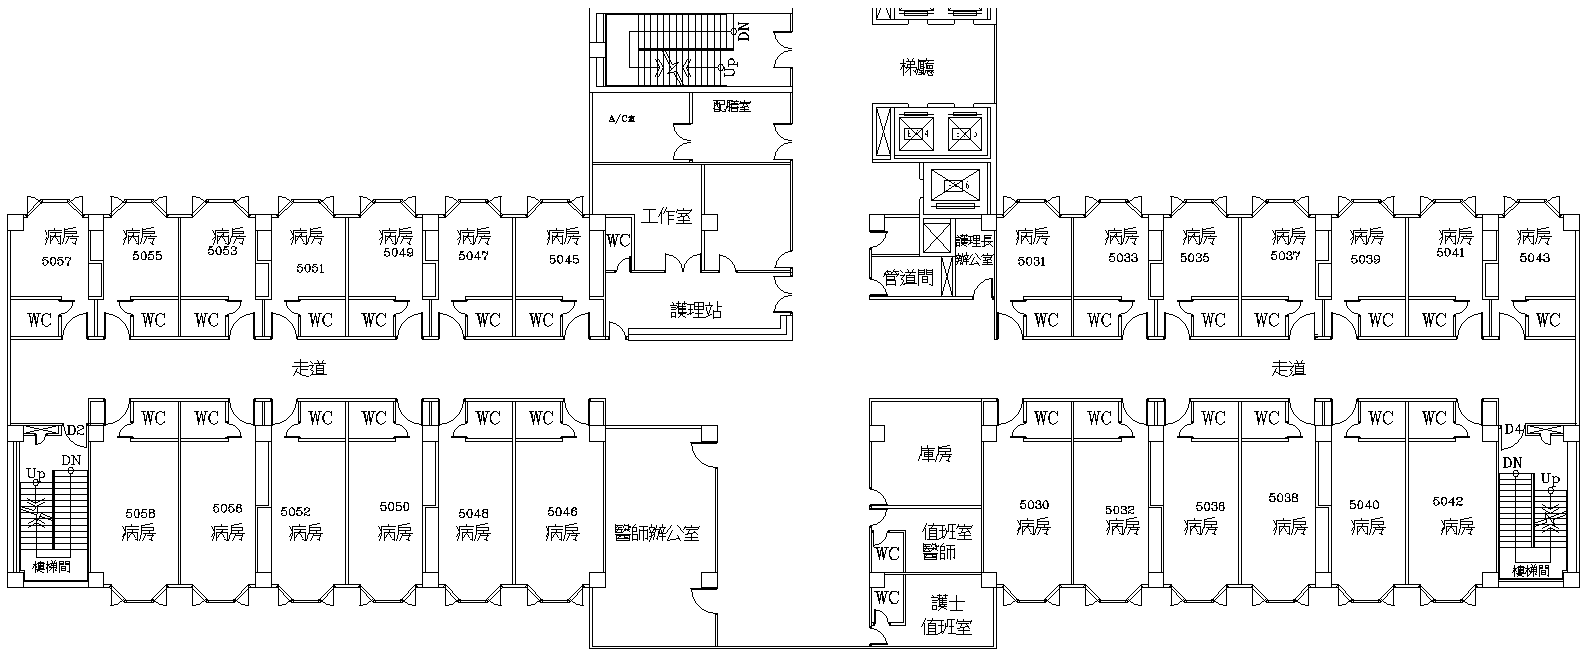 DN
UP
梯廳
配膳室
A/C室
4
5
6
工作室
WC
護理站
護理長
辦公室
管道間
病房 病房 病房 病房 病房 病房 病房
5057 5055 5053 5051 5049 5047 5045
WC WC WC WC WC WC WC
病房 病房 病房 病房 病房 病房 病房
5031 5033 5035 5037 5039 5041 5043
WC WC WC WC WC WC WC
走道
走道
WC WC WC WC WC WC
WC WC WC WC WC WC
D2
D4
Up DN
DN Up
庫房
5058 5056 5052 5050 5048 5046
病房 病房 病房 病房 病房 病房
5030 5032 5036 5038 5040 5042
病房 病房 病房 病房 病房 病房
醫師辦公室
值班室
醫師
WC
樓梯間
樓梯間
WC
護士
值班室